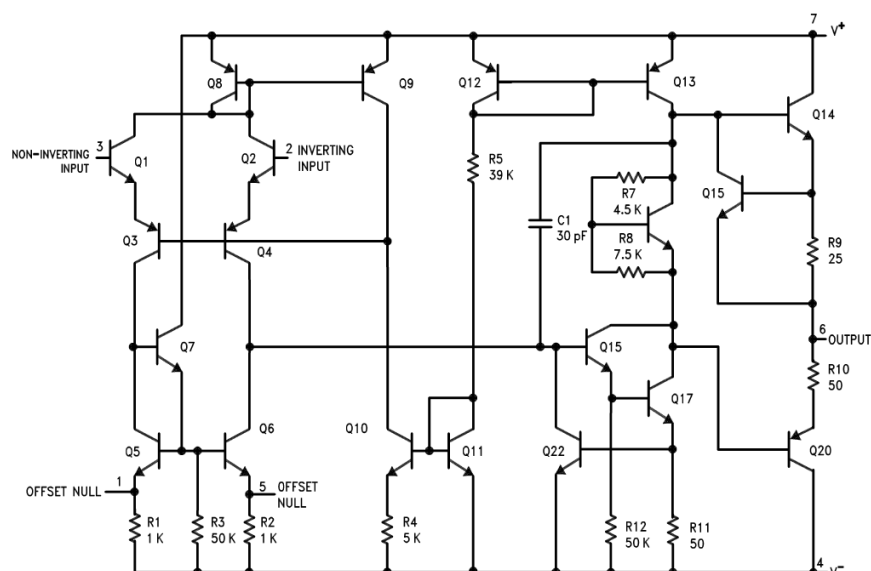 7
V+
Q8
Q9
Q12
Q13
Q14
3
NON-INVERTING
INPUT
Q1
Q2
2
INVERTING
INPUT
R5
39 K
R7
4.5 K
Q15
C1
30 pF
R8
7.5 K
R9
25
Q3
Q4
6
OUTPUT
Q7
Q15
R10
50
Q17
Q5
Q6
Q10
Q11
Q22
Q20
1
OFFSET NULL
5
OFFSET
NULL
R1
1 K
R3
50 K
R2
1 K
R4
5 K
R12
50 K
R11
50
4
V-